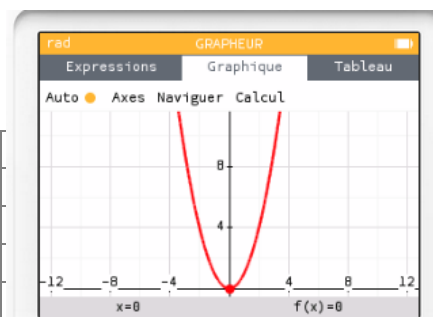 rad GRAPHEUR
Expressions Graphique Tableau
Auto Axes Naviguer Calcul
8
4
-12 -8 -4 4 8 12
x=0 f(x)=0